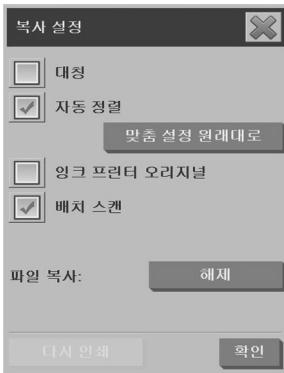 복사 설정
대칭
자동 정렬
맞춤 설정 원래대로
잉크 프린터 오리지널
배치 스캔
파일 복사: 해제
다시 인쇄 확인